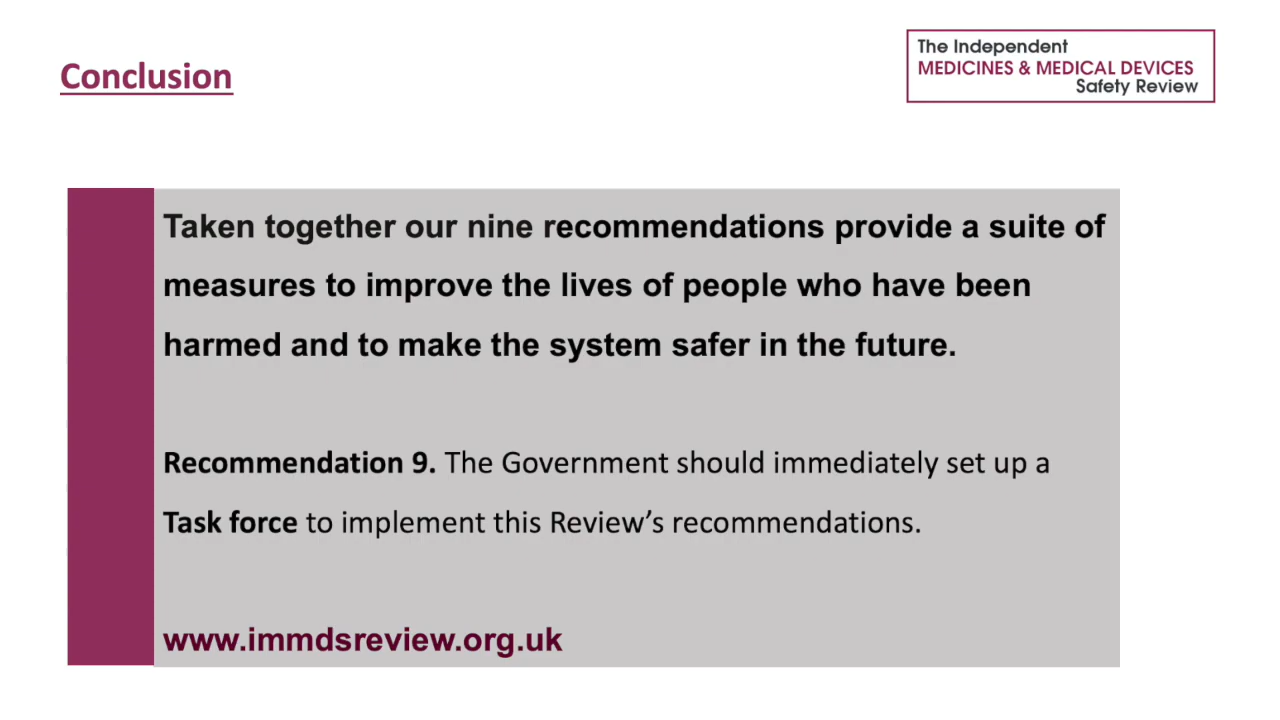 Conclusion
The Independent
MEDICINES & MEDICAL DEVICES
Safety Review
Taken together our nine recommendations provide a suite of
measures to improve the lives of people who have been
harmed and to make the system safer in the future.
Recommendation 9. The Government should immediately set up a
Task force to implement this Review’s recommendations.
www.immdsreview.org.uk